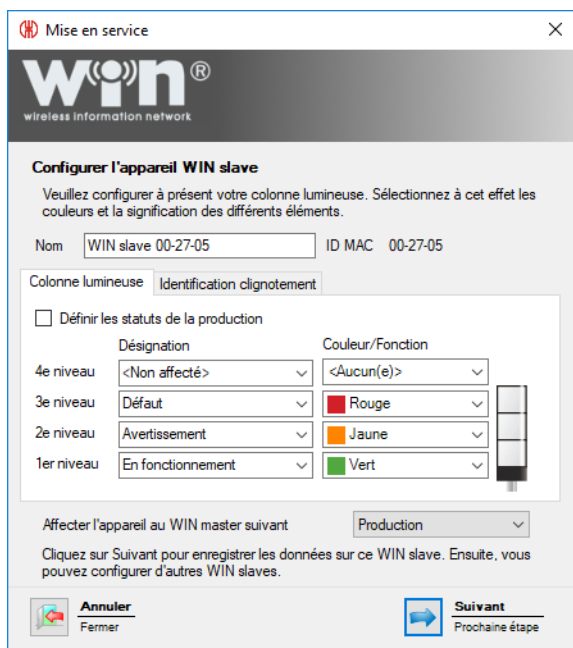 Mise en service
WiN®
wireless information network
Configurer l'appareil WIN slave
Veuillez configurer à présent votre colonne lumineuse. Sélectionnez à cet effet les
couleurs et la signification des différents éléments.
Nom WIN slave 00-27-05 ID MAC 00-27-05
Colonne lumineuse Identification clignotement
Définir les statuts de la production
Désignation Couleur/Fonction
4e niveau <Non affecté> <Aucun(e)>
3e niveau Défaut Rouge
2e niveau Avertissement Jaune
1er niveau En fonctionnement Vert
Affecter l'appareil au WIN master suivant Production
Cliquez sur Suivant pour enregistrer les données sur ce WIN slave. Ensuite, vous
pouvez configurer d'autres WIN slaves.
Annuler Suivant
Fermer Prochaine étape